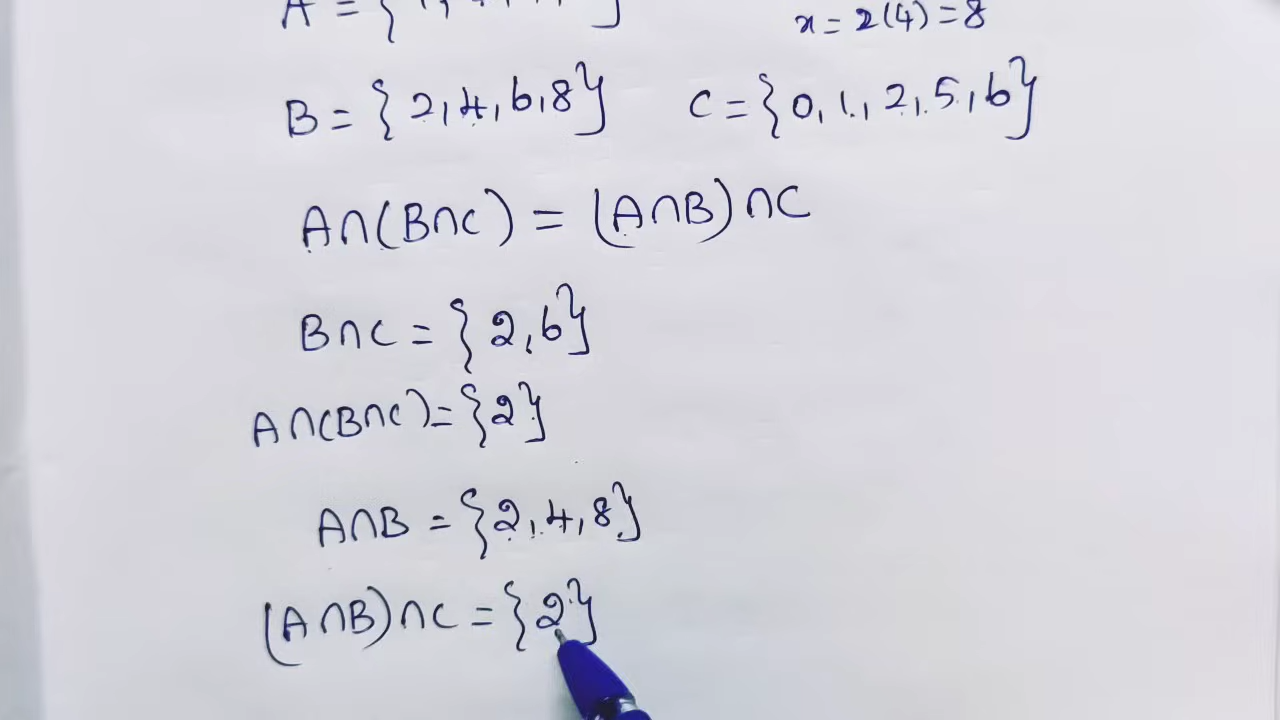 A = {
x = 2(4) = 8
B = {2, 4, 6, 8} C = {0, 1, 2, 5, 6}
A∩(B∩C) = (A∩B)∩C
B∩C = {2, 6}
A∩(B∩C) = {2}
A∩B = {2, 4, 8}
(A∩B)∩C = {2}